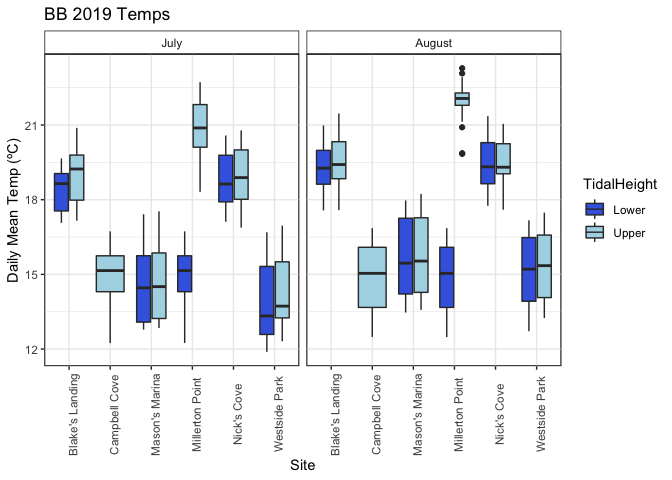 BB 2019 Temps
July
August
Daily Mean Temp (ºC)
21
18
15
12
Blake's Landing
Campbell Cove
Mason's Marina
Millerton Point
Nick's Cove
Westside Park
Blake's Landing
Campbell Cove
Mason's Marina
Millerton Point
Nick's Cove
Westside Park
Site
TidalHeight
Lower
Upper